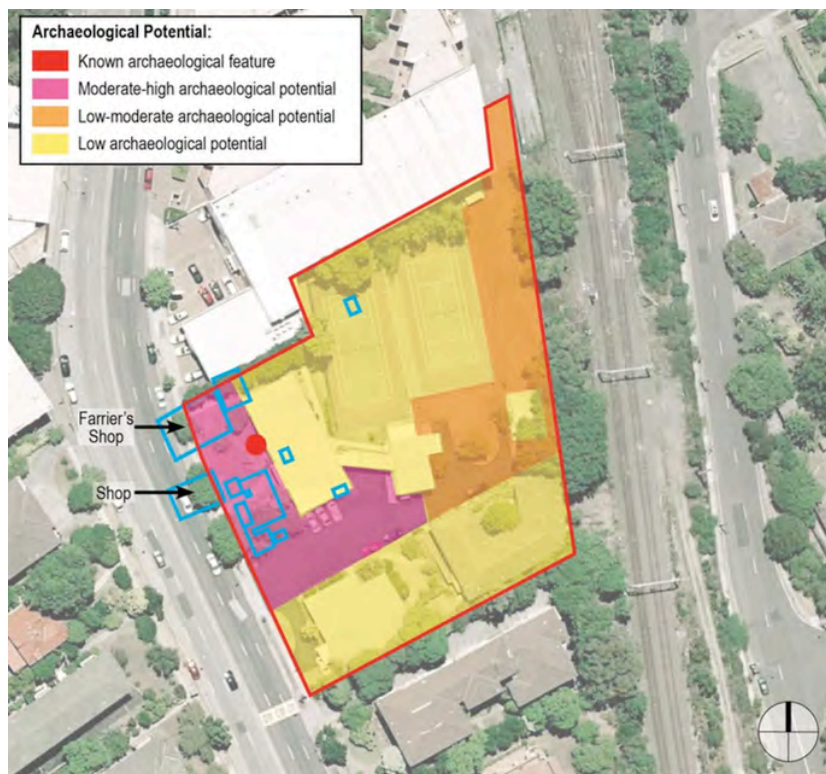 Archaeological Potential:
Known archaeological feature
Moderate-high archaeological potential
Low-moderate archaeological potential
Low archaeological potential
Farrier's
Shop
Shop